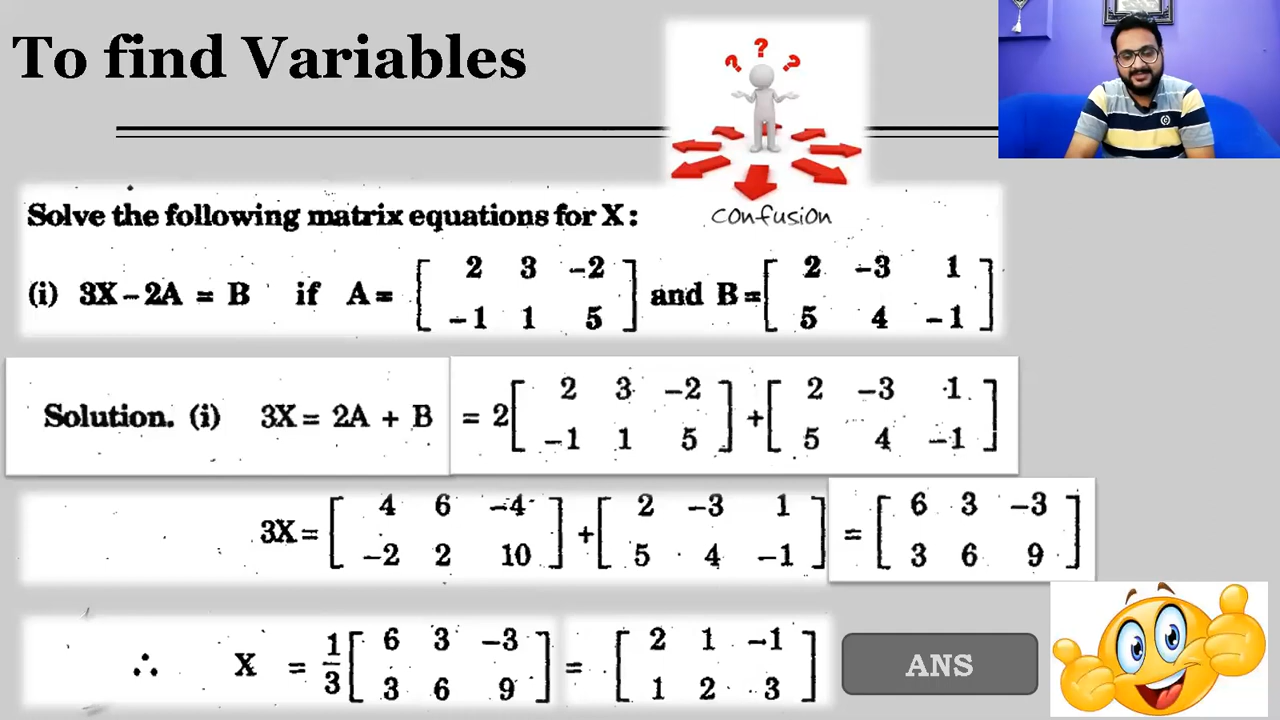 To find Variables
? ? ?
confusion
Solve the following matrix equations for X:
(i) 3X – 2A = B if A = [ 2 3 –2
–1 1 5 ] and B = [ 2 –3 1
5 4 –1 ]
Solution. (i) 3X = 2A + B = 2 [ 2 3 –2
–1 1 5 ] + [ 2 –3 1
5 4 –1 ]
3X = [ 4 6 –4
–2 2 10 ] + [ 2 –3 1
5 4 –1 ] = [ 6 3 –3
3 6 9 ]
∴ X = 1/3 [ 6 3 –3
3 6 9 ] = [ 2 1 –1
1 2 3 ]
ANS